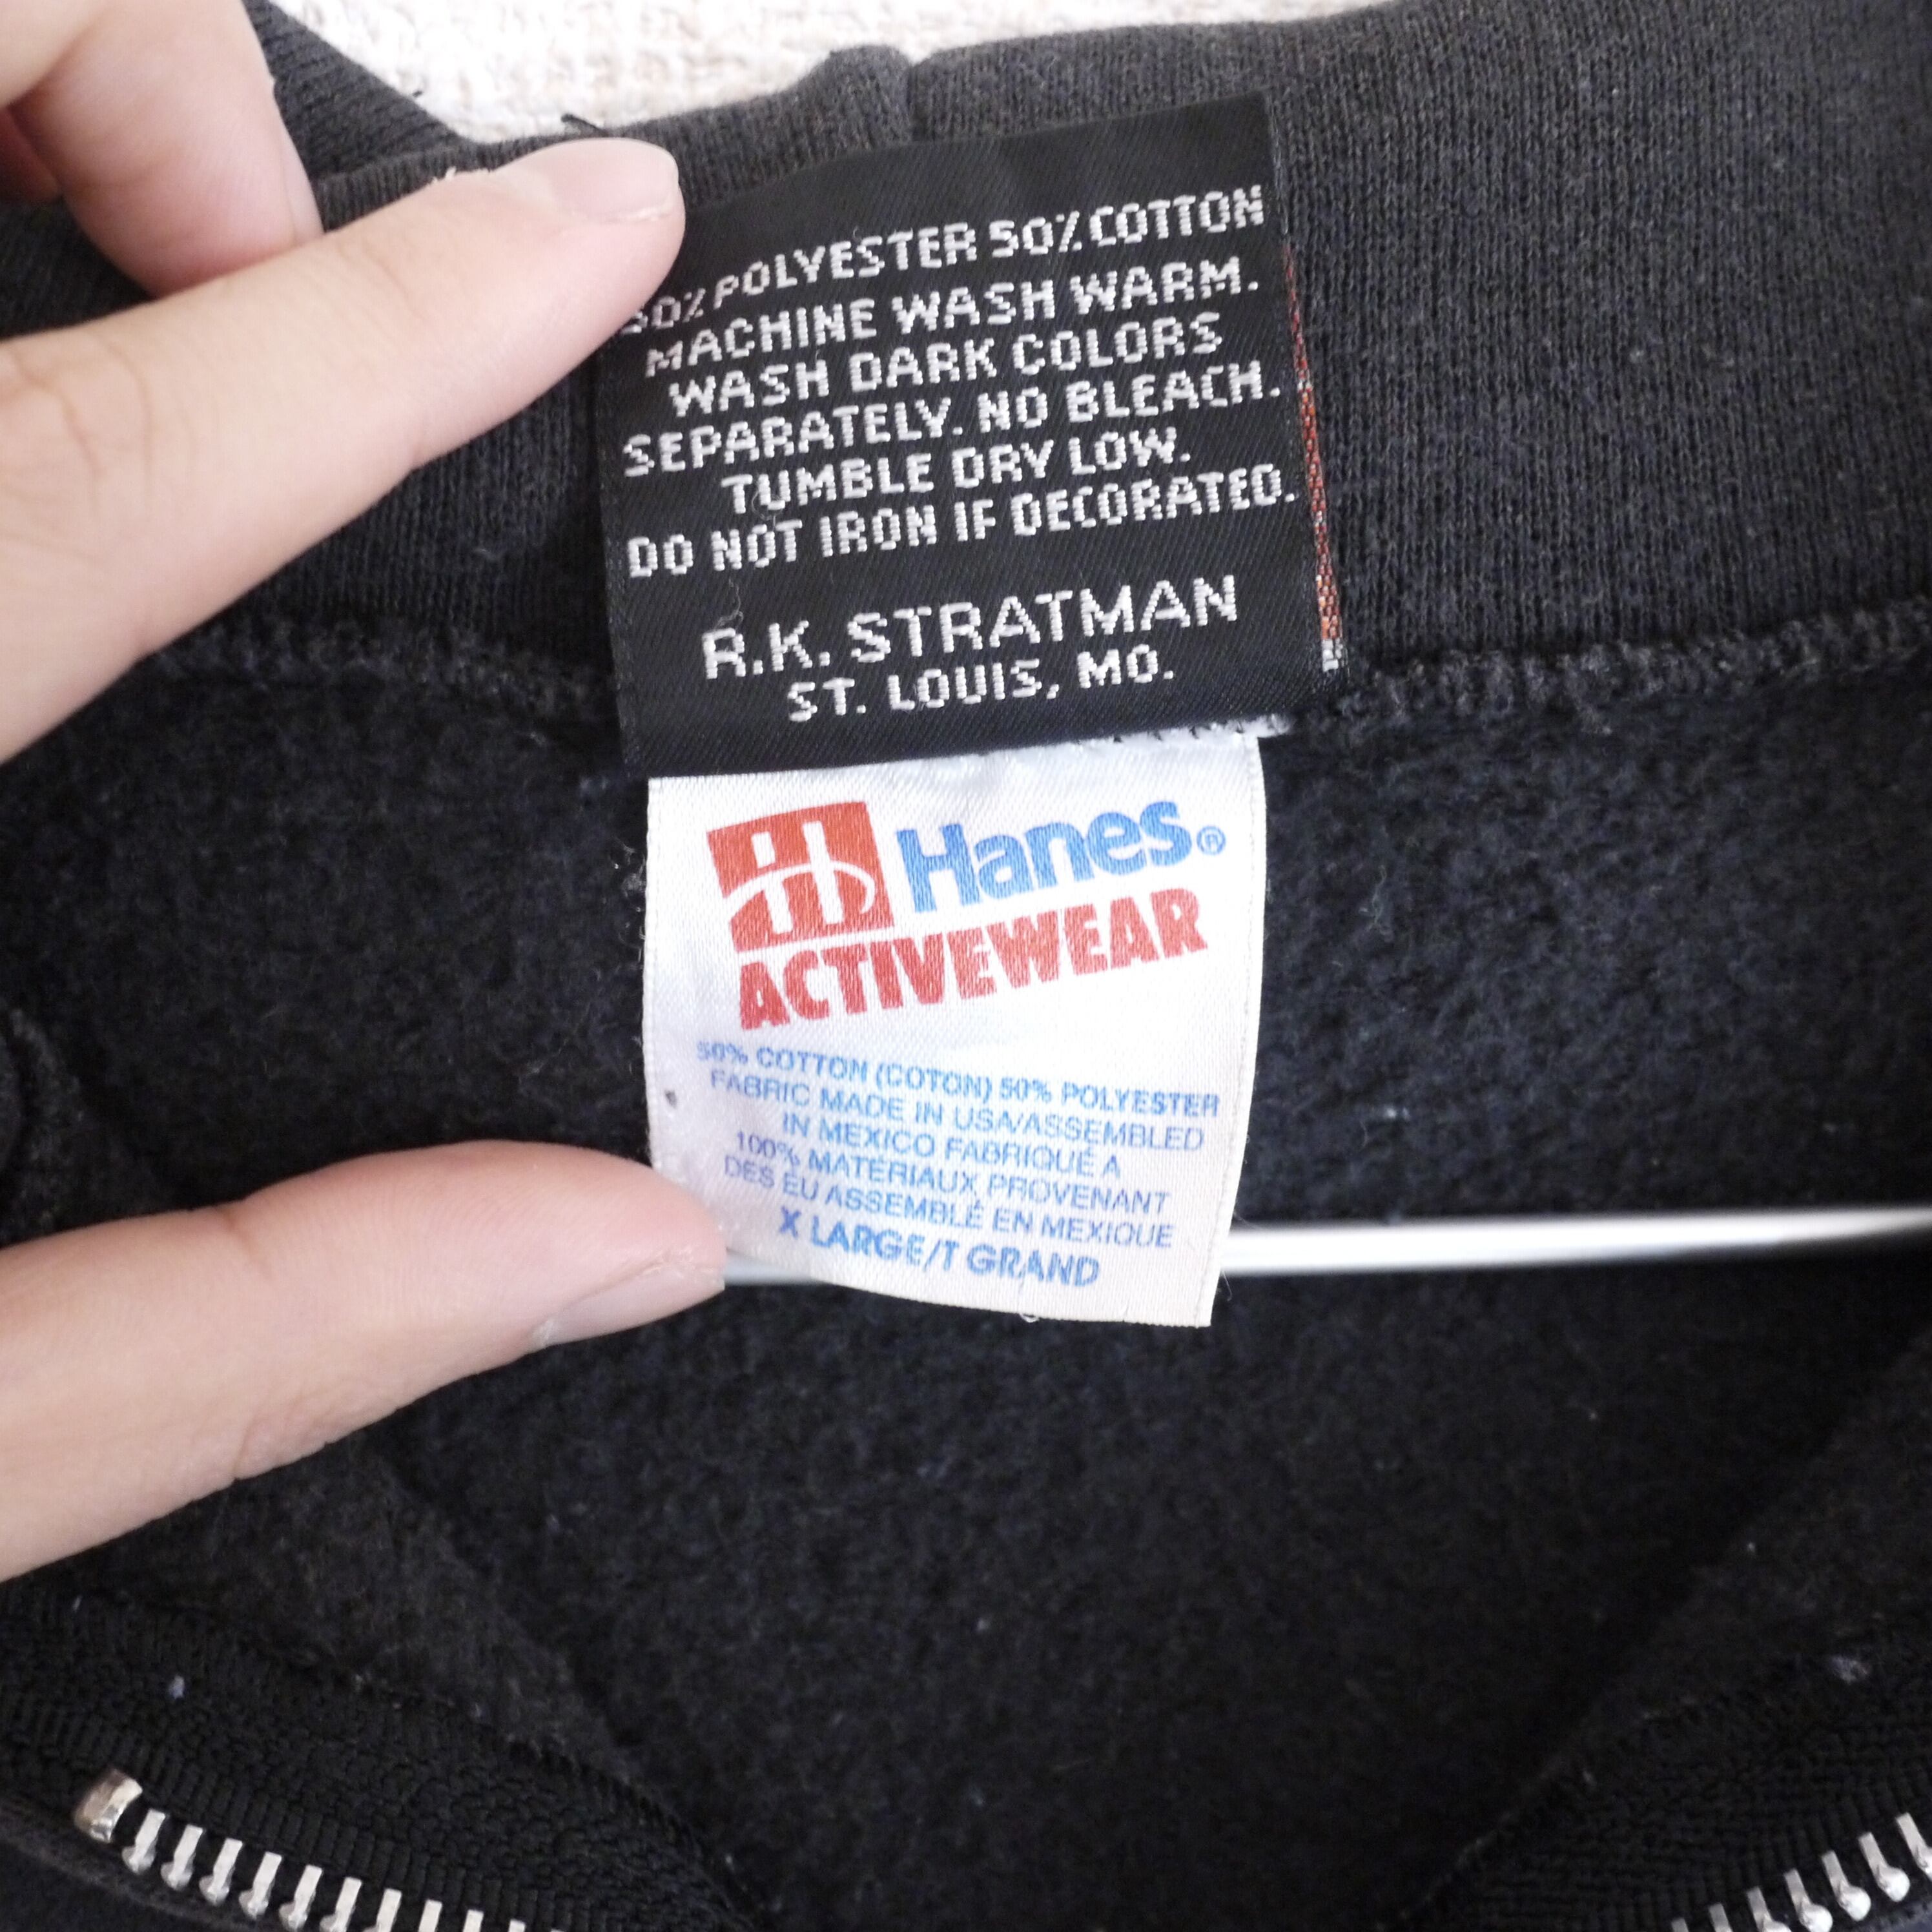 50% POLYESTER 50% COTTON
MACHINE WASH WARM.
WASH DARK COLORS
SEPARATELY. NO BLEACH.
TUMBLE DRY LOW.
DO NOT IRON IF DECORATED.
R.K. STRATMAN
ST. LOUIS, MO.
Hanes®
ACTIVEWEAR
50% COTTON (COTON) 50% POLYESTER
FABRIC MADE IN USA/ASSEMBLED
IN MEXICO FABRIQUÉ A
100% MATERIAUX PROVENANT
DES EU ASSEMBLÉ EN MEXIQUE
X LARGE/T GRAND